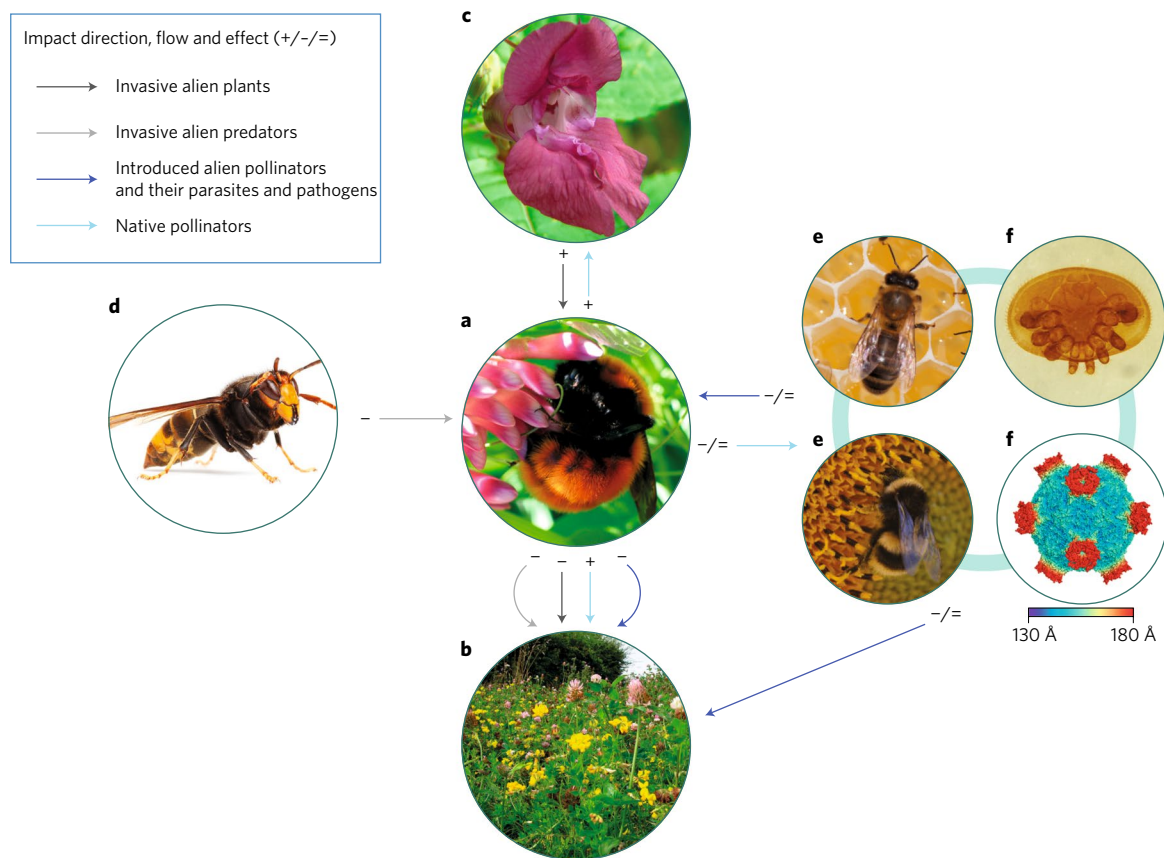 Impact direction, flow and effect (+/−/=)
Invasive alien plants
Invasive alien predators
Introduced alien pollinators
and their parasites and pathogens
Native pollinators
c
+
+
d
a
e
f
−
−/=
−/=
e
f
− − + −
b
−/=
130 Å 180 Å